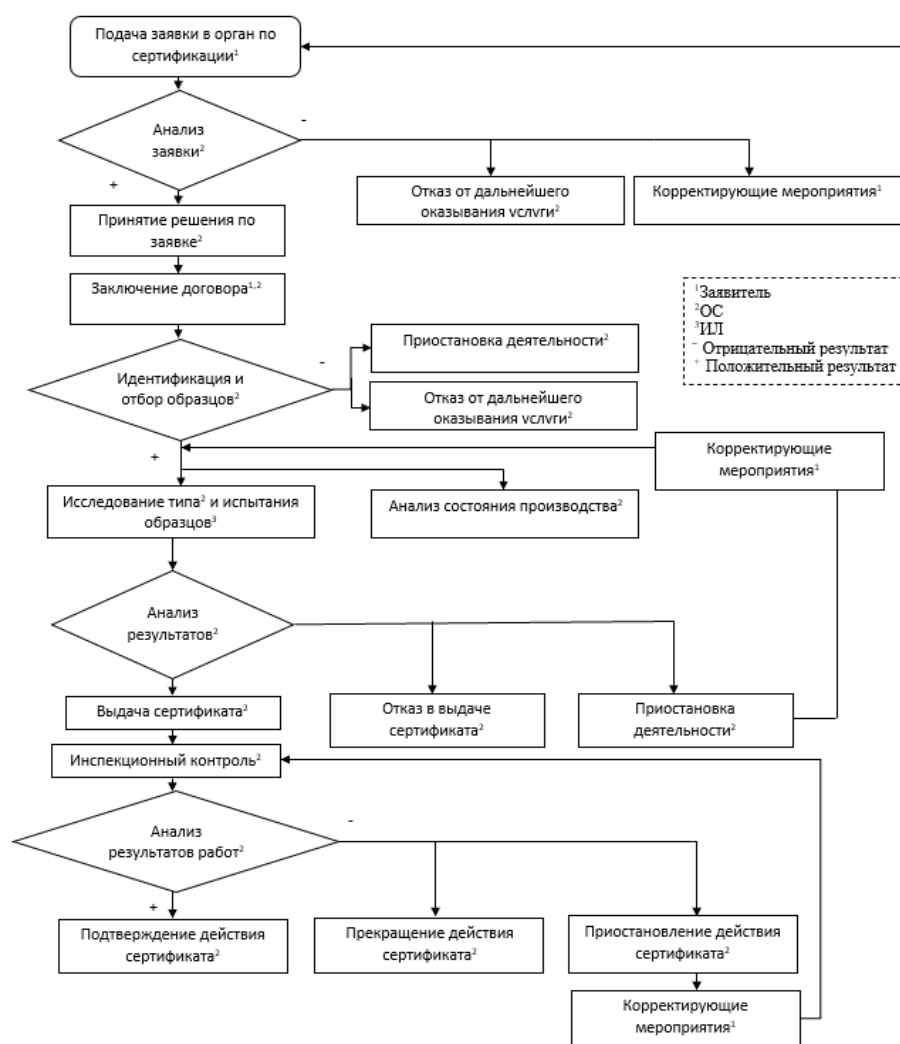 Подача заявки в орган по
сертификации¹
Анализ
заявки²
-
+
Отказ от дальнейшего
оказывания услуги²
Корректирующие мероприятия¹
Принятие решения по
заявке²
Заключение договора¹,²
¹Заявитель
²ОС
³ИЛ
⁻ Отрицательный результат
⁺ Положительный результат
Идентификация и
отбор образцов²
-
+
Приостановка деятельности²
Отказ от дальнейшего
оказывания услуги²
Корректирующие
мероприятия¹
Исследование типа² и испытания
образцов³
Анализ состояния производства²
Анализ
результатов²
Выдача сертификата²
Отказ в выдаче
сертификата²
Приостановка
деятельности²
Инспекционный контроль²
Анализ
результатов работ²
-
+
Подтверждение действия
сертификата²
Прекращение действия
сертификата²
Приостановление действия
сертификата²
Корректирующие
мероприятия¹